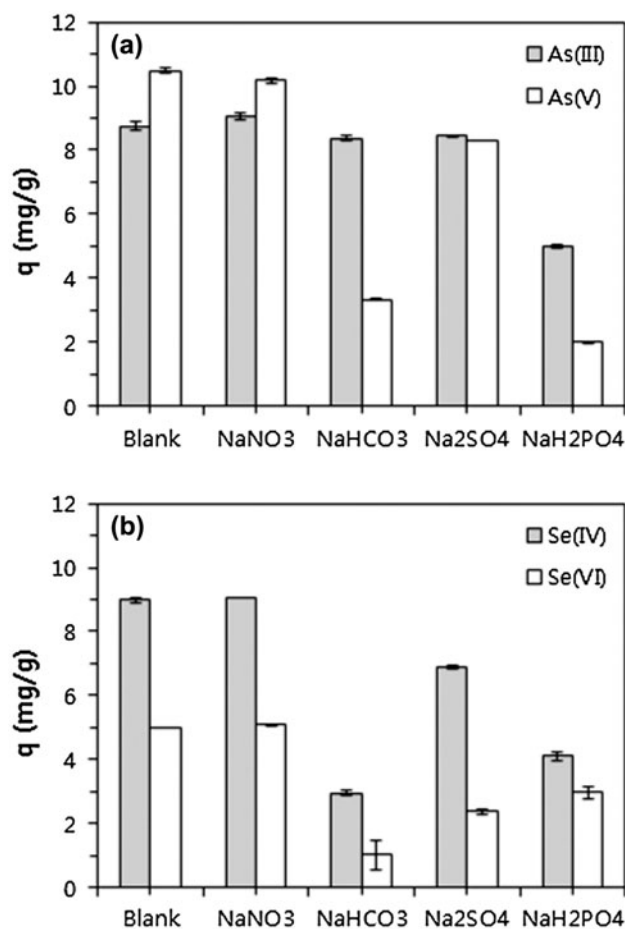 (a)
As(III)
As(V)
q (mg/g)
12
10
8
6
4
2
0
Blank NaNO3 NaHCO3 Na2SO4 NaH2PO4
(b)
Se(IV)
Se(VI)
q (mg/g)
12
10
8
6
4
2
0
Blank NaNO3 NaHCO3 Na2SO4 NaH2PO4